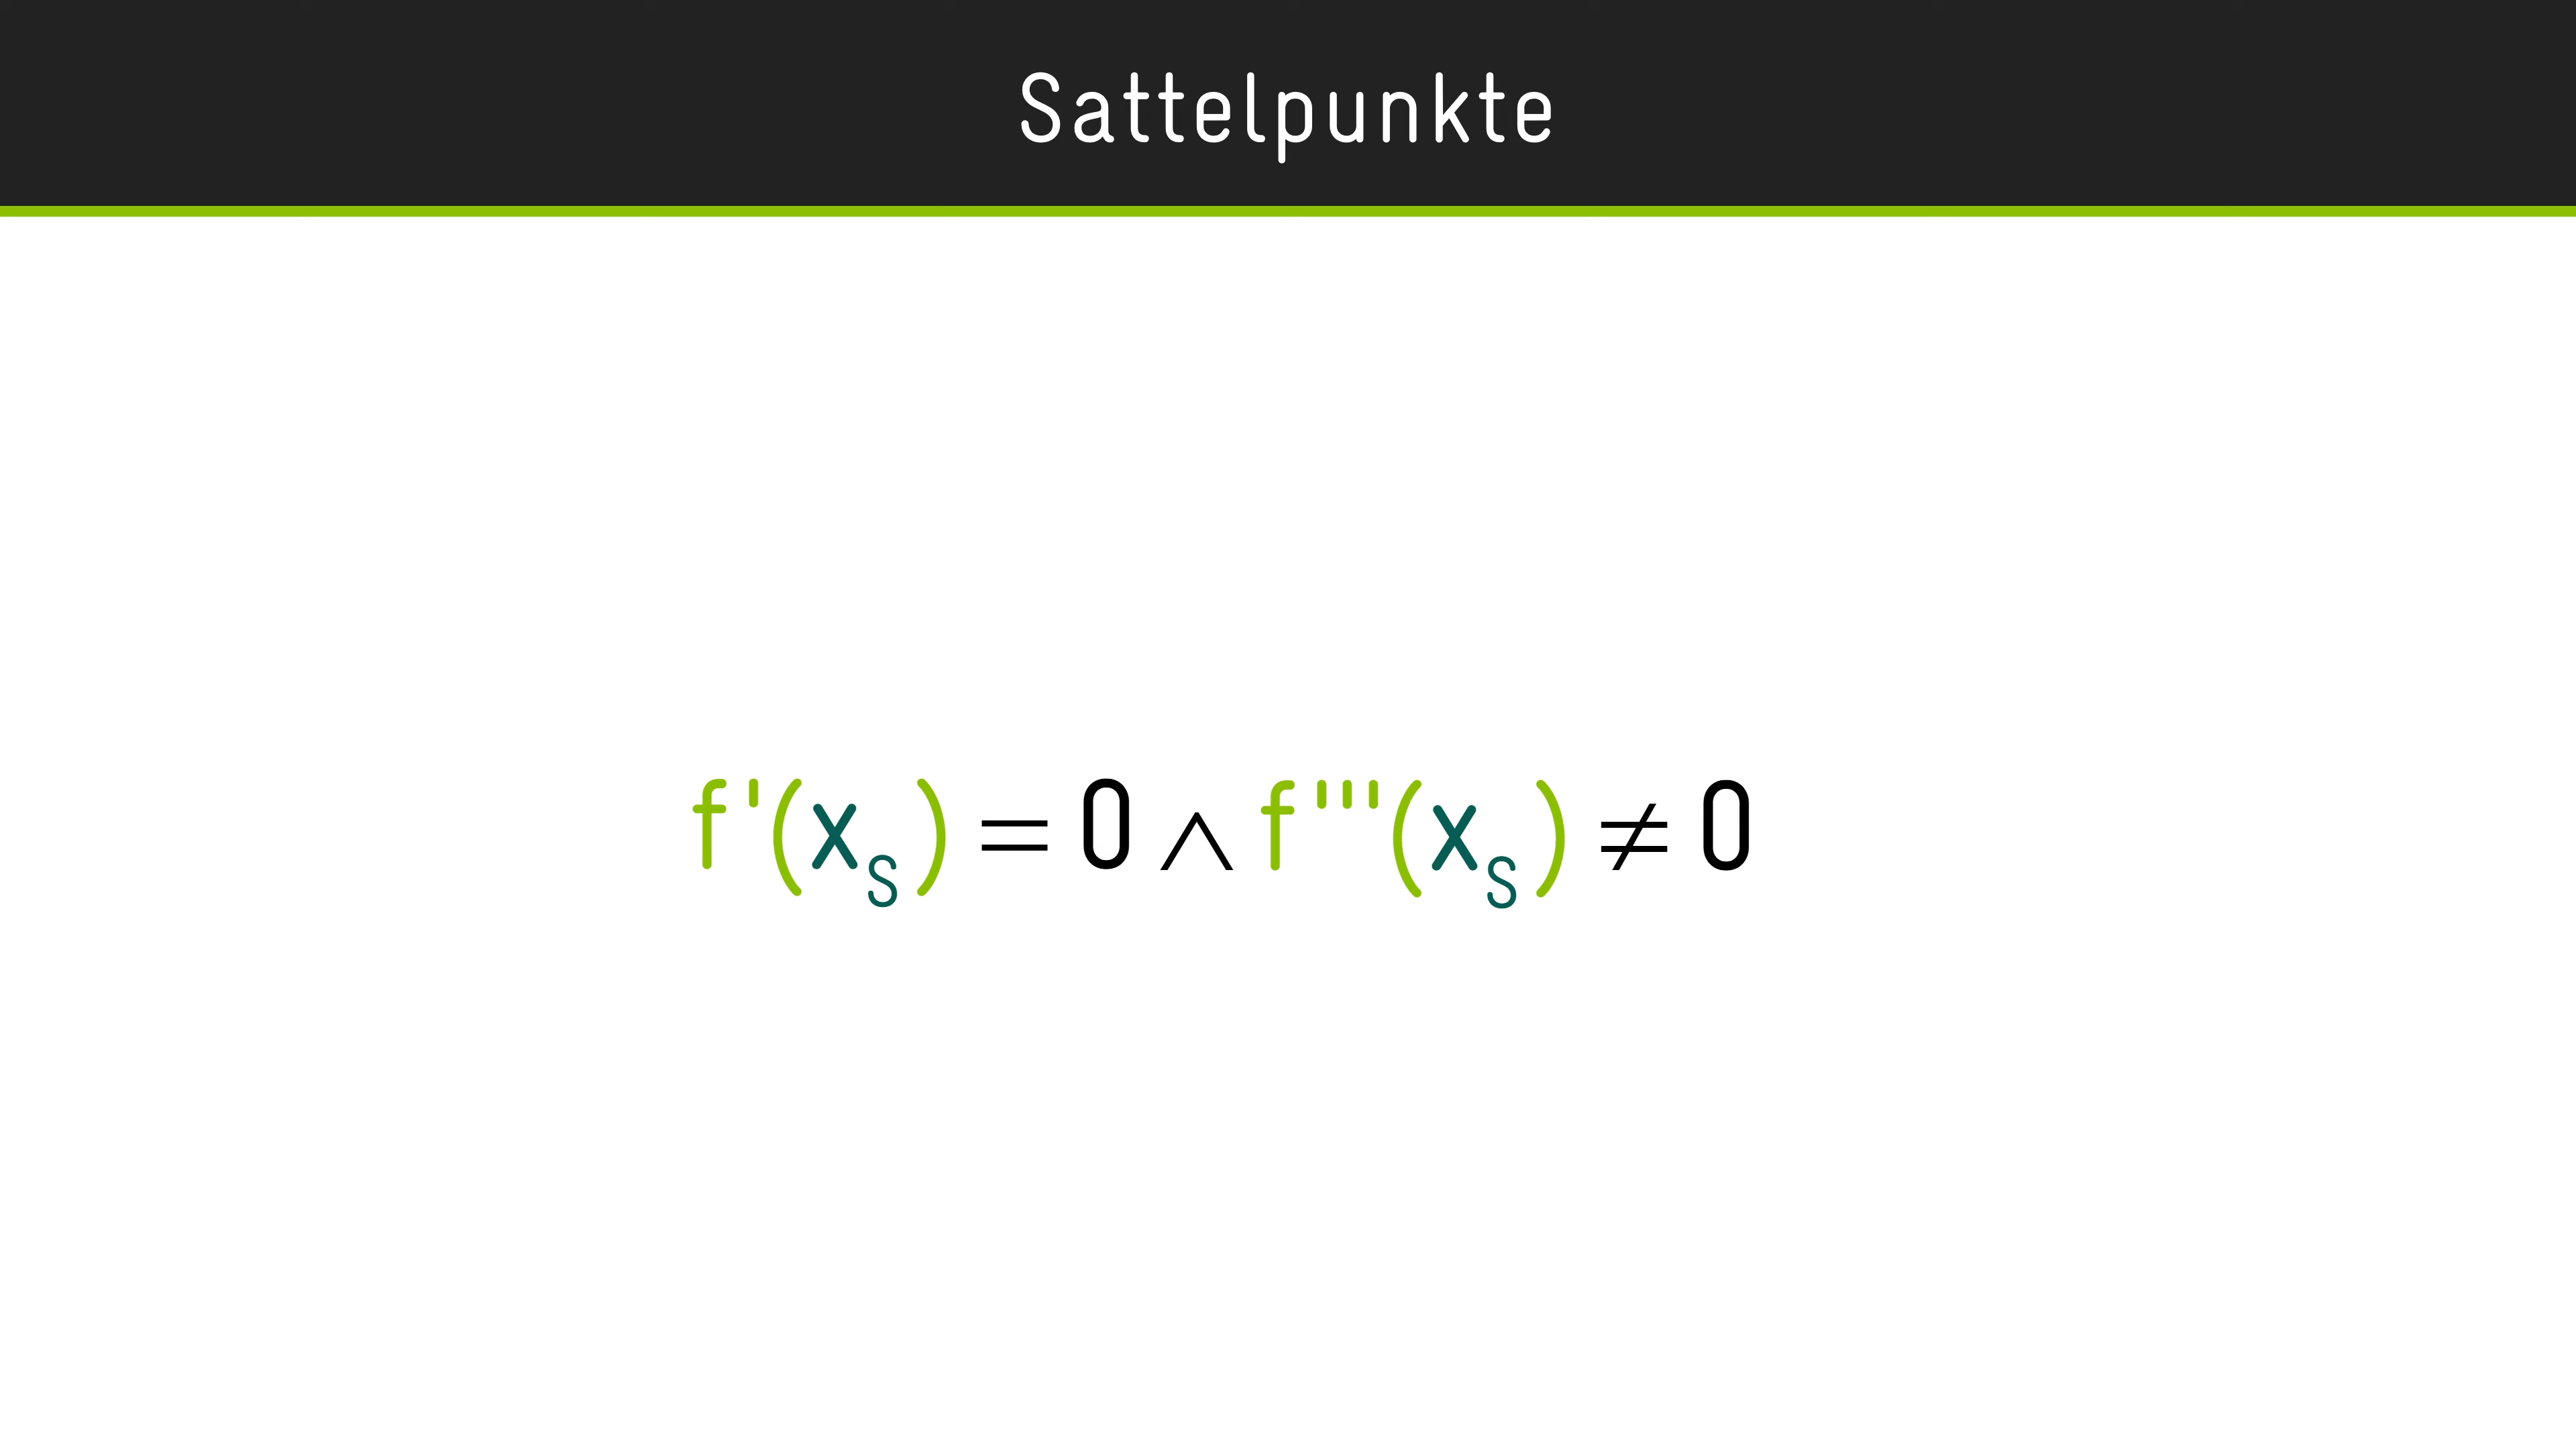 Sattelpunkte
f'(xₛ) = 0 ∧ f'''(xₛ) ≠ 0